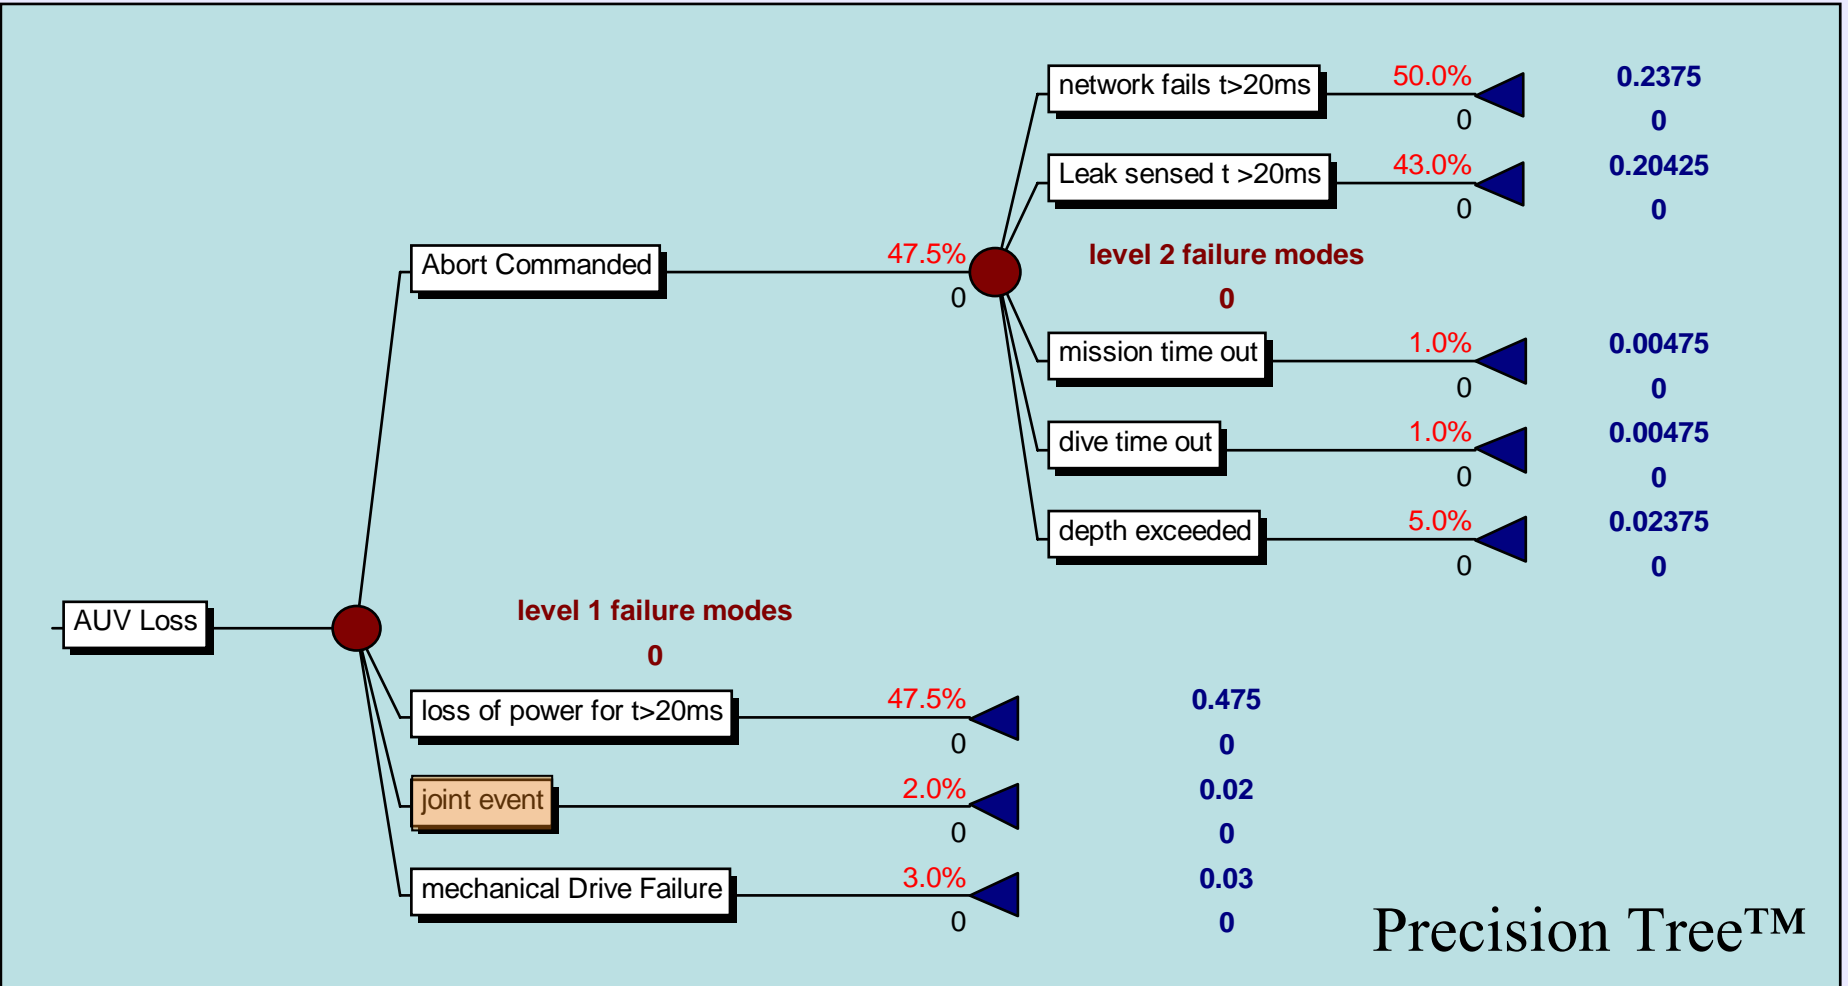 network fails t>20ms 50.0% 0.2375
0 0
Leak sensed t >20ms 43.0% 0.20425
0 0
Abort Commanded 47.5% level 2 failure modes
0 0
mission time out 1.0% 0.00475
0 0
dive time out 1.0% 0.00475
0 0
depth exceeded 5.0% 0.02375
0 0
AUV Loss level 1 failure modes
0
loss of power for t>20ms 47.5% 0.475
0 0
joint event 2.0% 0.02
0 0
mechanical Drive Failure 3.0% 0.03
0 0
Precision Tree™